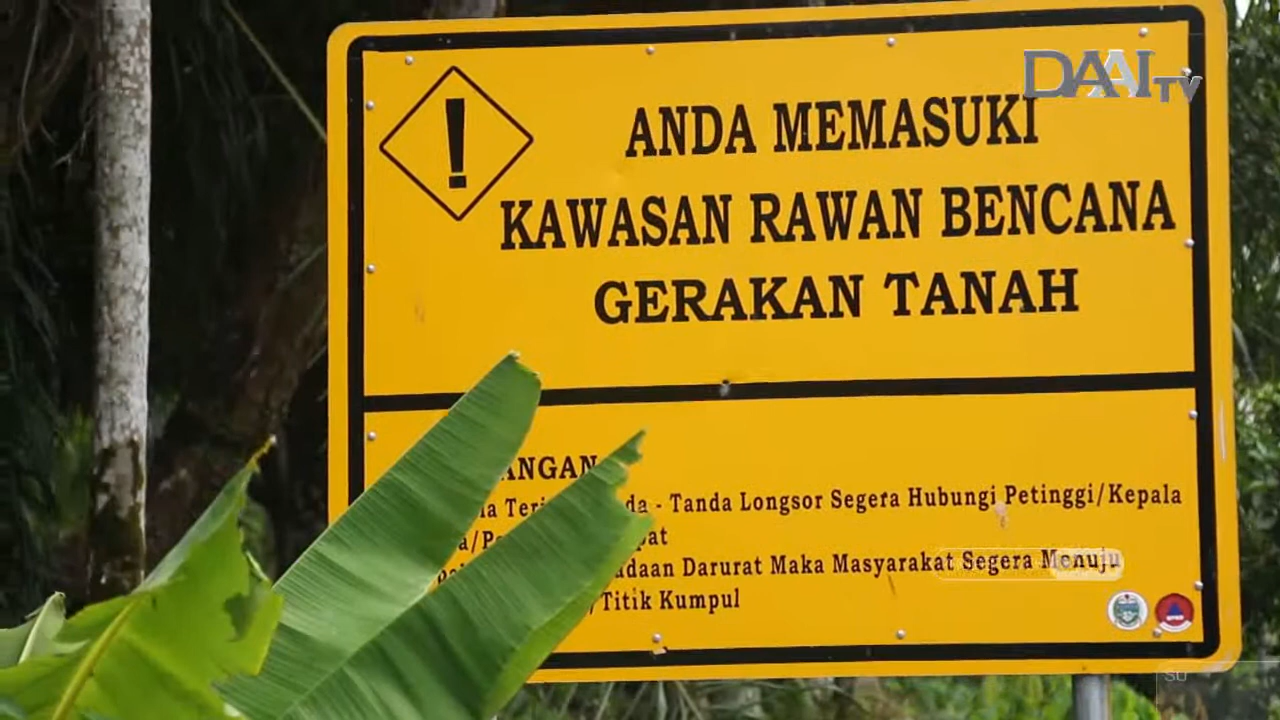 DAAI TV
ANDA MEMASUKI
KAWASAN RAWAN BENCANA
GERAKAN TANAH
- Tanda Longsor Segera Hubungi Petinggi/Kepala
Darurat Maka Masyarakat Segera Menuju
/Titik Kumpul